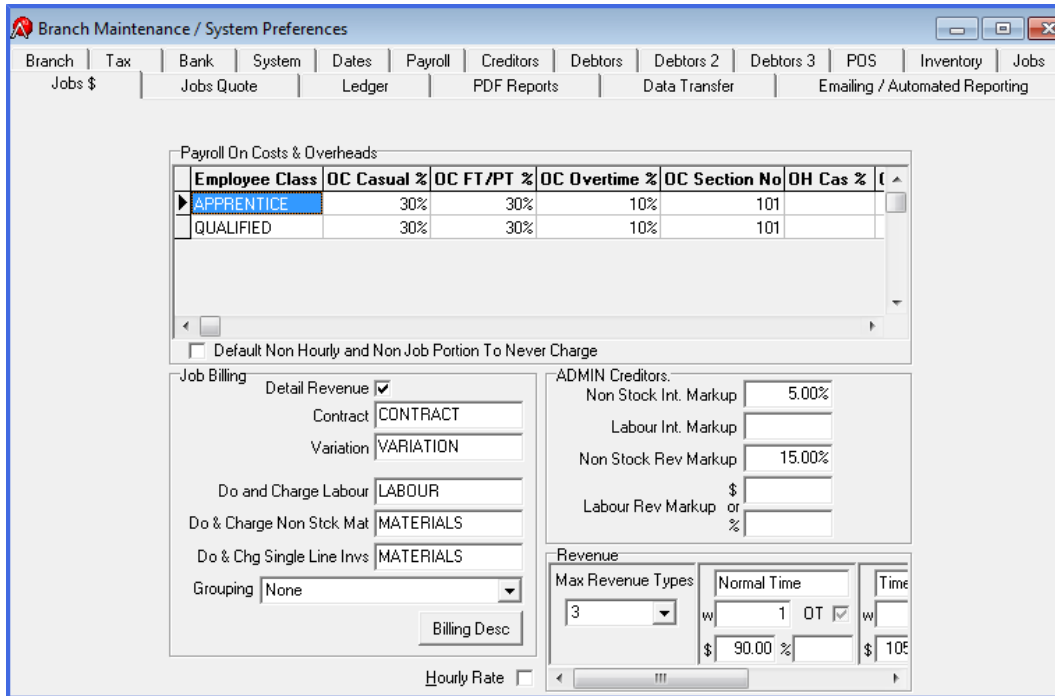 Branch Maintenance / System Preferences
Branch Tax Bank System Dates Payroll Creditors Debtors Debtors 2 Debtors 3 POS Inventory Jobs
Jobs $ Jobs Quote Ledger PDF Reports Data Transfer Emailing / Automated Reporting
Payroll On Costs & Overheads
Employee Class OC Casual % OC FT/PT % OC Overtime % OC Section No OH Cas %
APPRENTICE 30% 30% 10% 101
QUALIFIED 30% 30% 10% 101
Default Non Hourly and Non Job Portion To Never Charge
Job Billing
Detail Revenue
Contract CONTRACT
Variation VARIATION
Do and Charge Labour LABOUR
Do & Charge Non Stck Mat MATERIALS
Do & Chg Single Line Invs MATERIALS
Grouping None
Billing Desc
Hourly Rate
ADMIN Creditors.
Non Stock Int. Markup 5.00%
Labour Int. Markup
Non Stock Rev Markup 15.00%
$
Labour Rev Markup or
%
Revenue
Max Revenue Types Normal Time Time
3 w 1 OT w
$ 90.00 % $ 105